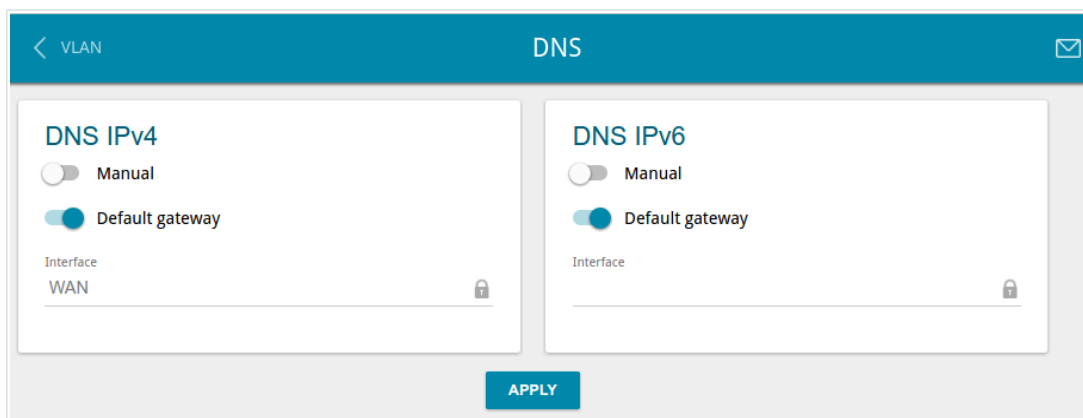 VLAN
DNS
DNS IPv4
Manual
Default gateway
Interface
WAN
DNS IPv6
Manual
Default gateway
Interface
APPLY